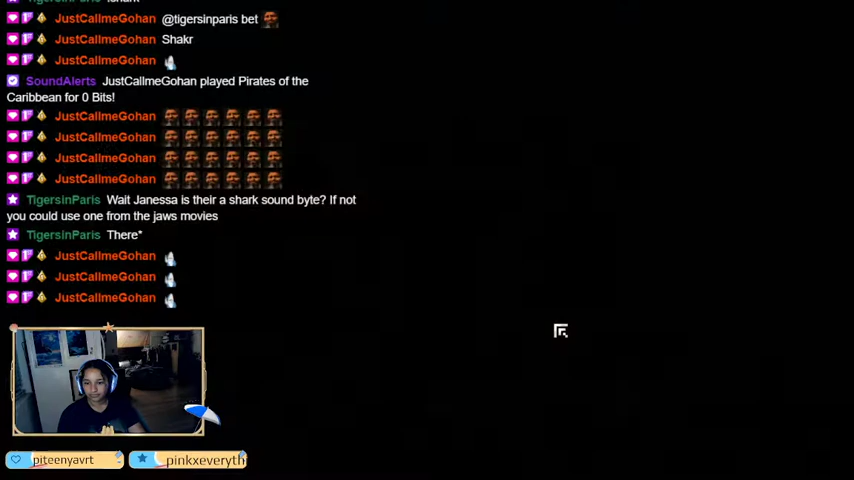 JustCallmeGohan @tigersinparis bet
JustCallmeGohan Shakr
JustCallmeGohan
SoundAlerts JustCallmeGohan played Pirates of the
Caribbean for 0 Bits!
JustCallmeGohan
JustCallmeGohan
JustCallmeGohan
JustCallmeGohan
TigersinParis Wait Janessa is their a shark sound byte? If not
you could use one from the jaws movies
TigersinParis There*
JustCallmeGohan
JustCallmeGohan
JustCallmeGohan
piteenyavrt
pinkxeveryth